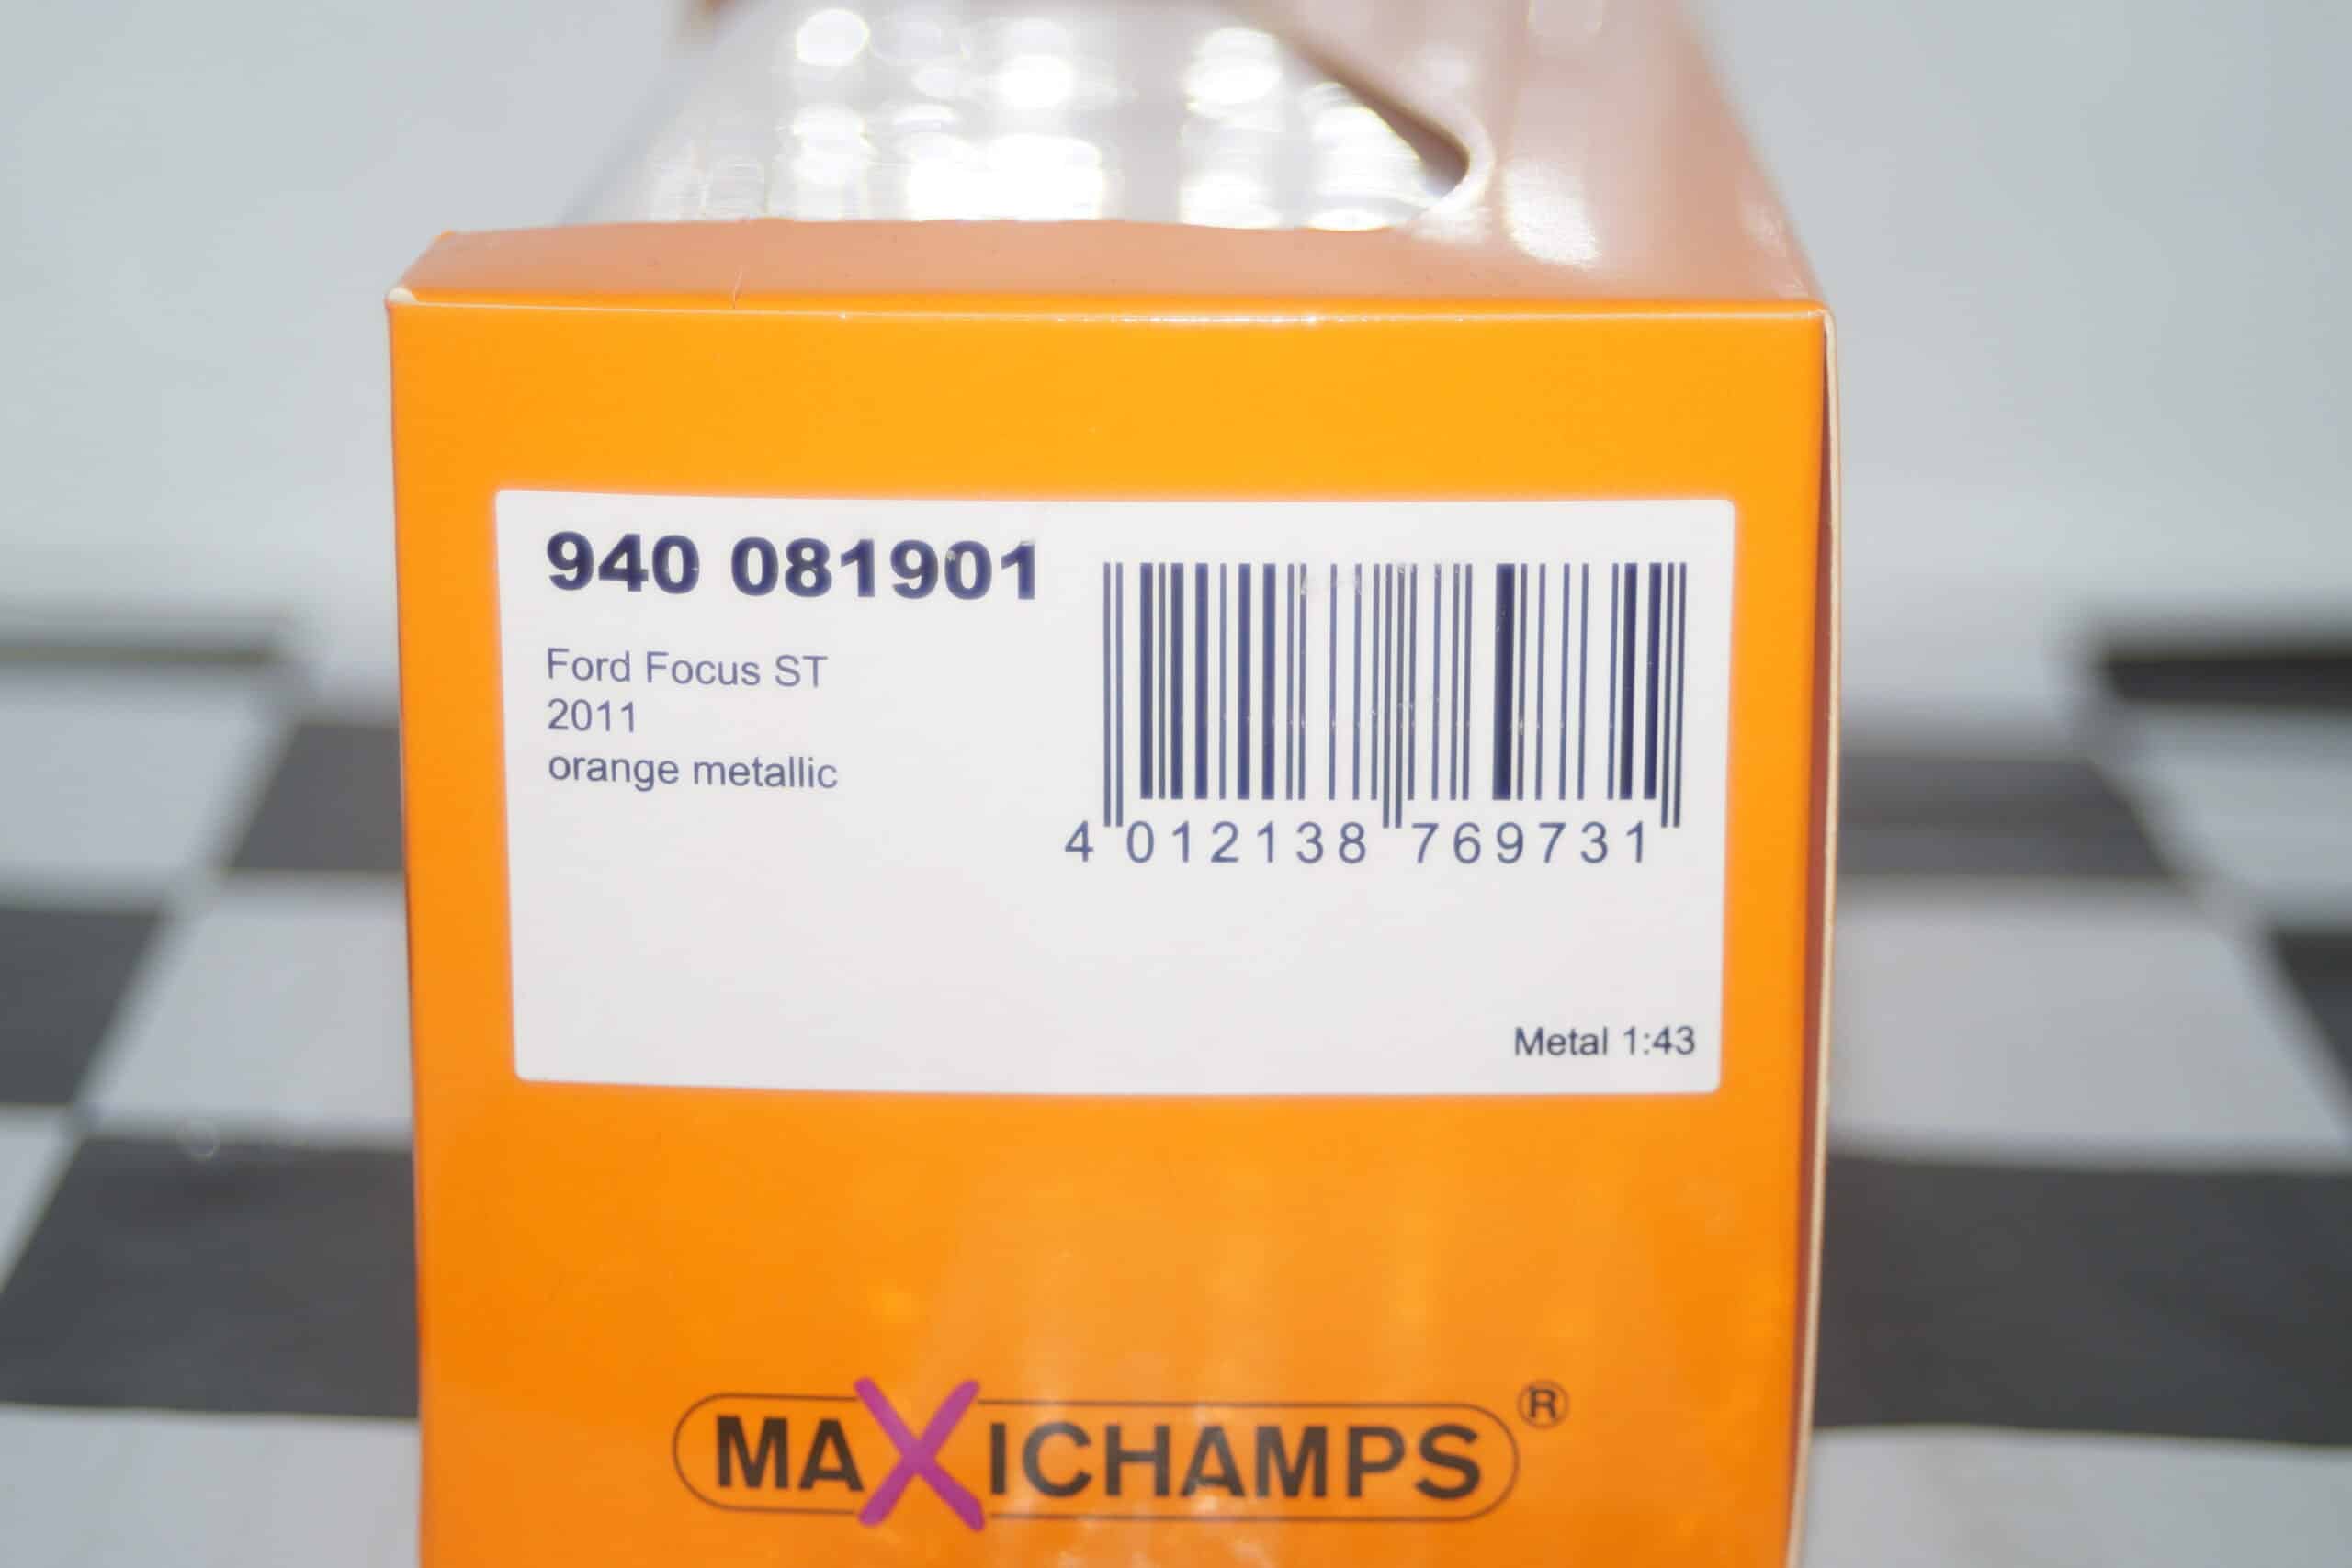 940 081901
Ford Focus ST
2011
orange metallic
4 012138 769731
Metal 1:43
MAXICHAMPS ®